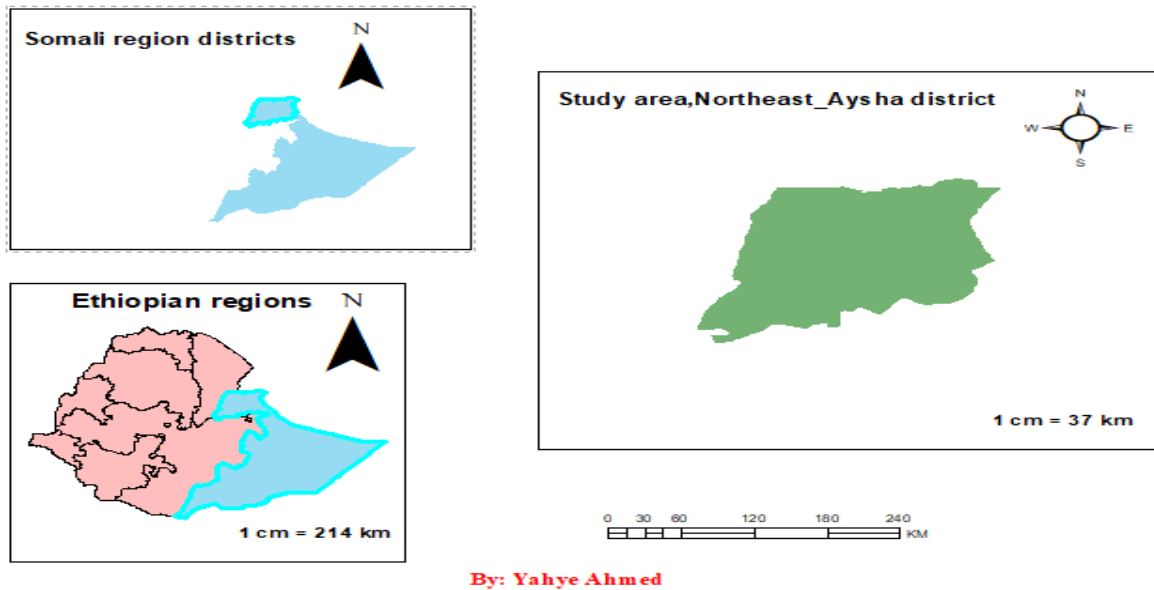 Somali region districts
N
Study area,Northeast_Aysha district
N
W E
S
1 cm = 37 km
Ethiopian regions
N
1 cm = 214 km
0 30 60 120 180 240
KM
By: Yahye Ahmed